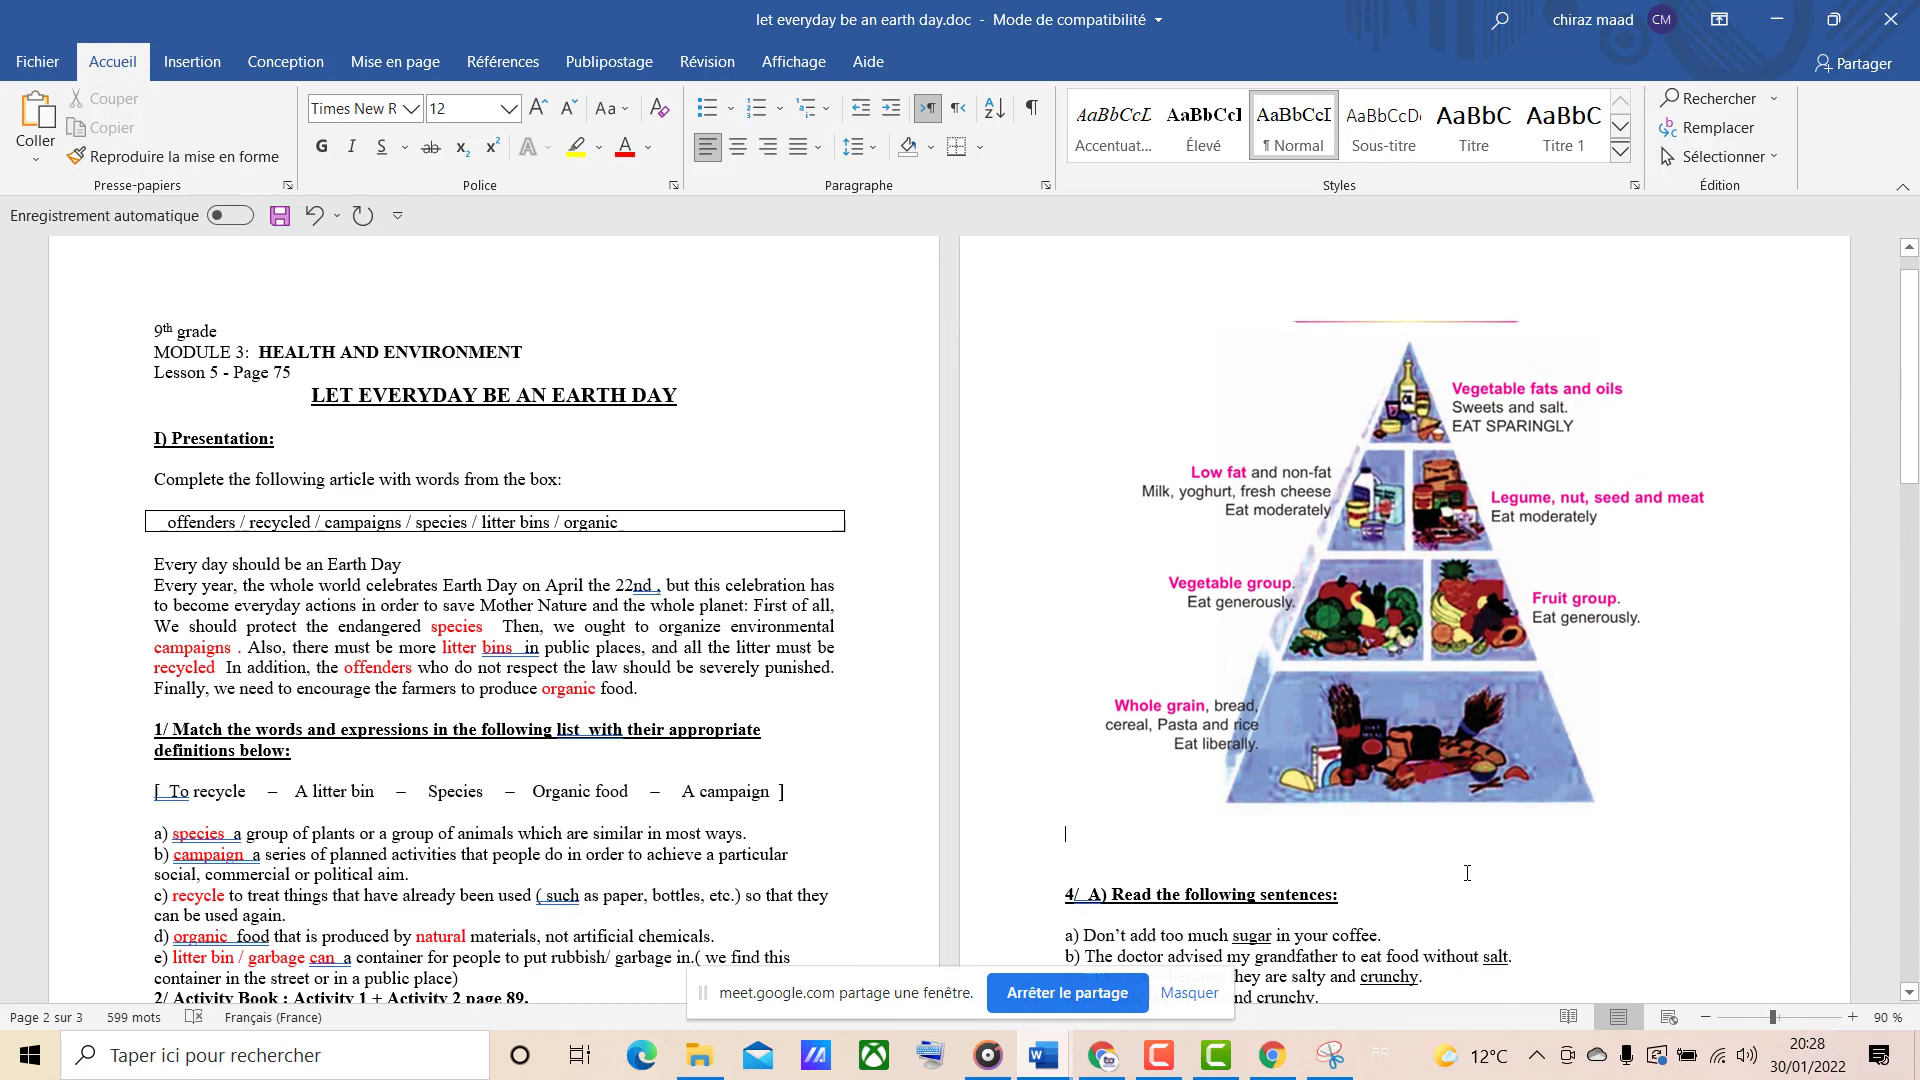 let everyday be an earth day.doc - Mode de compatibilité
chiraz maad
CM
Fichier
Accueil
Insertion
Conception
Mise en page
Références
Publipostage
Révision
Affichage
Aide
Partager
Coller
Couper
Copier
Reproduire la mise en forme
Presse-papiers
Times New R
12
Police
Paragraphe
AaBbCcL
AaBbCcI
AaBbCcI
AaBbCcDc
AaBbC
AaBbC
Accentuat...
Élevé
¶ Normal
Sous-titre
Titre
Titre 1
Styles
Rechercher
Remplacer
Sélectionner
Édition
Enregistrement automatique
9th grade
MODULE 3: HEALTH AND ENVIRONMENT
Lesson 5 - Page 75
LET EVERYDAY BE AN EARTH DAY
I) Presentation:
Complete the following article with words from the box:
offenders / recycled / campaigns / species / litter bins / organic
Every day should be an Earth Day
Every year, the whole world celebrates Earth Day on April the 22nd , but this celebration has
to become everyday actions in order to save Mother Nature and the whole planet: First of all,
We should protect the endangered species Then, we ought to organize environmental
campaigns . Also, there must be more litter bins in public places, and all the litter must be
recycled In addition, the offenders who do not respect the law should be severely punished.
Finally, we need to encourage the farmers to produce organic food.
1/ Match the words and expressions in the following list with their appropriate
definitions below:
[ To recycle – A litter bin – Species – Organic food – A campaign ]
a) species a group of plants or a group of animals which are similar in most ways.
b) campaign a series of planned activities that people do in order to achieve a particular
social, commercial or political aim.
c) recycle to treat things that have already been used ( such as paper, bottles, etc.) so that they
can be used again.
d) organic food that is produced by natural materials, not artificial chemicals.
e) litter bin / garbage can a container for people to put rubbish/ garbage in.( we find this
container in the street or in a public place)
2/ Activity Book : Activity 1 + Activity 2 page 89.
Vegetable fats and oils
Sweets and salt.
EAT SPARINGLY
Low fat and non-fat
Milk, yoghurt, fresh cheese
Eat moderately
Legume, nut, seed and meat
Eat moderately
Vegetable group.
Eat generously.
Fruit group.
Eat generously.
Whole grain, bread,
cereal, Pasta and rice
Eat liberally.
4/ A) Read the following sentences:
a) Don’t add too much sugar in your coffee.
b) The doctor advised my grandfather to eat food without salt.
they are salty and crunchy.
and crunchy.
meet.google.com partage une fenêtre.
Arrêter le partage
Masquer
Page 2 sur 3
599 mots
Français (France)
90 %
Taper ici pour rechercher
12°C
20:28
30/01/2022